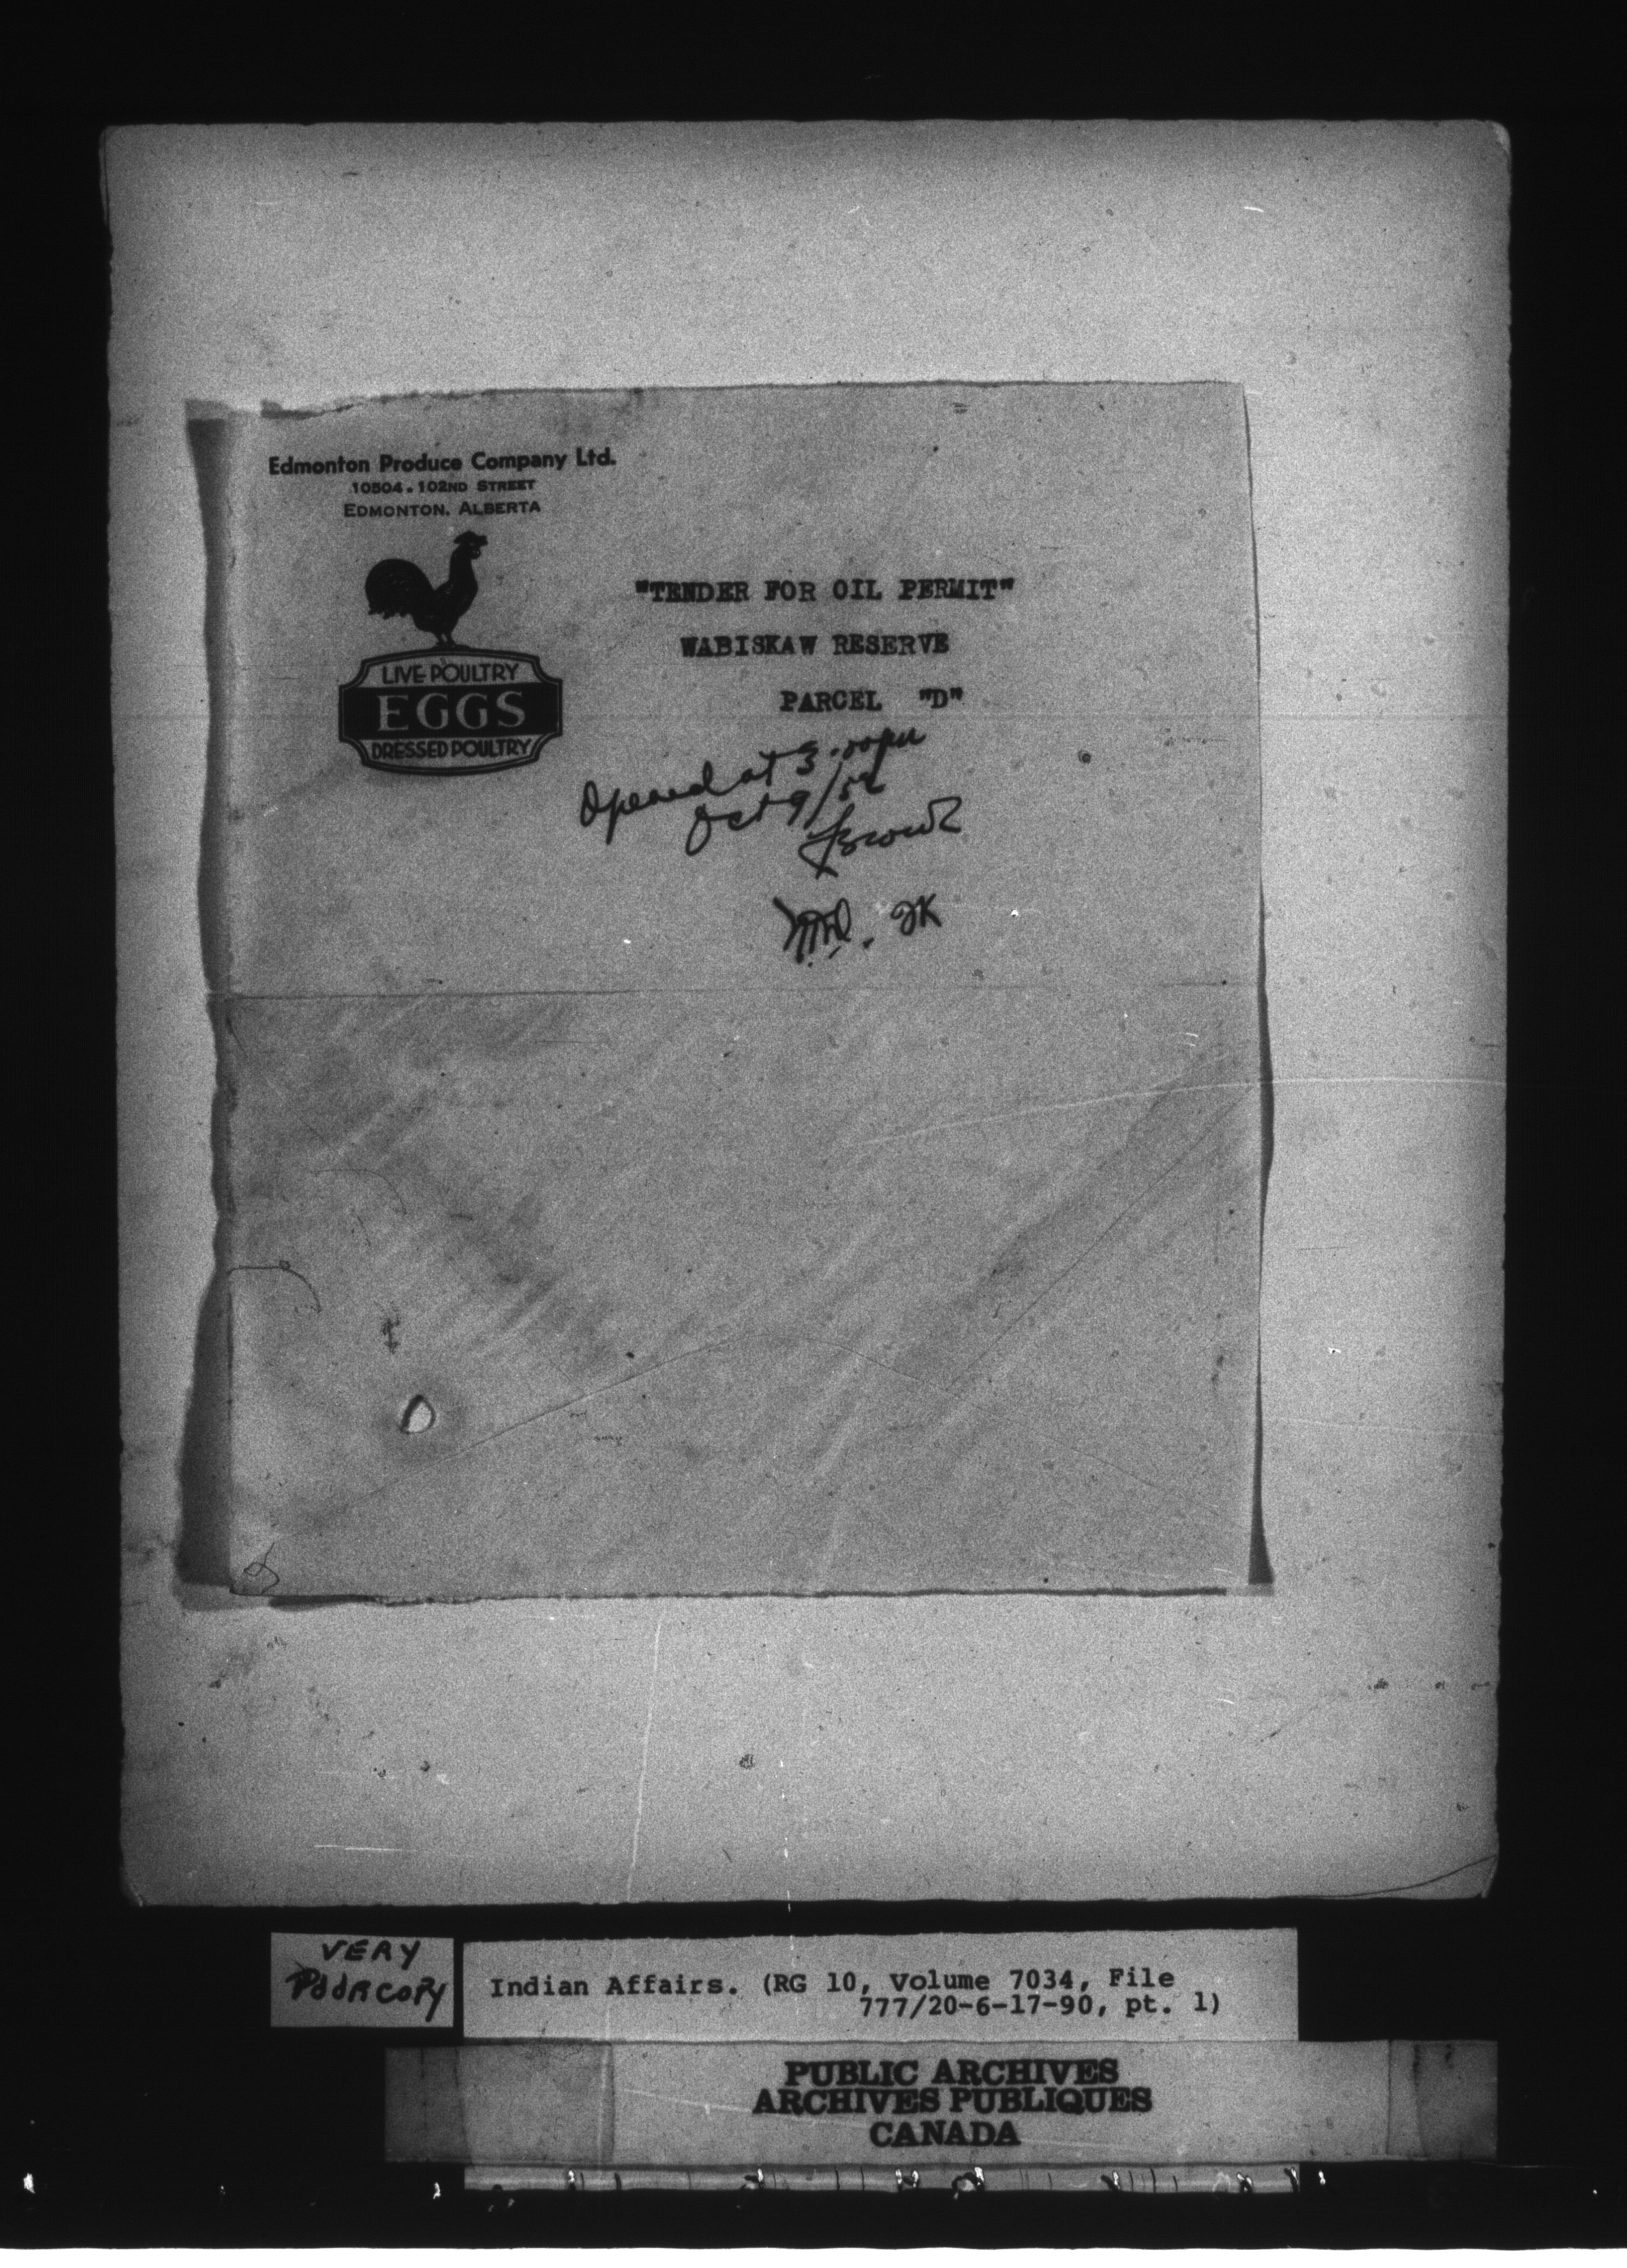 Edmonton Produce Company Ltd.
10504 - 102ND STREET
EDMONTON, ALBERTA
LIVE POULTRY
EGGS
DRESSED POULTRY
"TENDER FOR OIL PERMIT"
WABISKAW RESERVE
PARCEL "D"
Opened at 3.00 pm
Oct 9/52
VERY
POOR COPY
Indian Affairs. (RG 10, Volume 7034, File
777/20-6-17-90, pt. 1)
PUBLIC ARCHIVES
ARCHIVES PUBLIQUES
CANADA